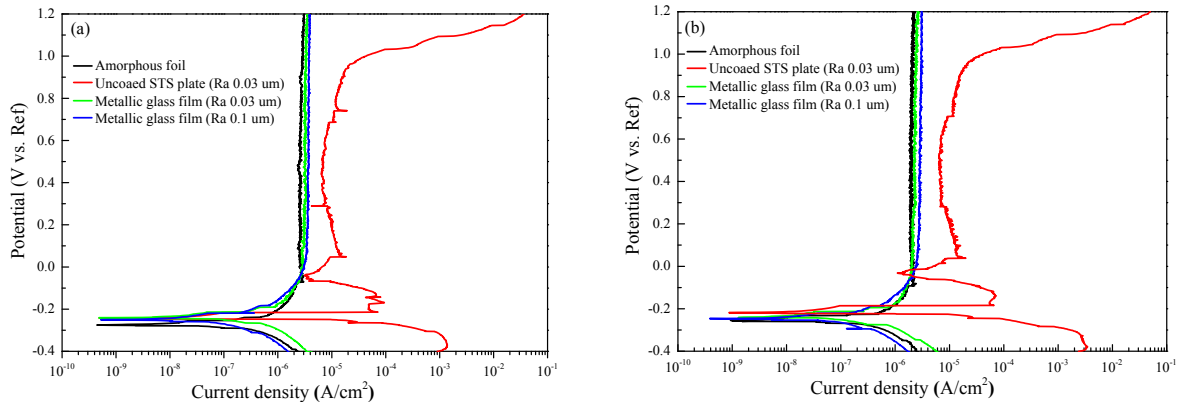 (a)
Amorphous foil
Uncoaed STS plate (Ra 0.03 um)
Metallic glass film (Ra 0.03 um)
Metallic glass film (Ra 0.1 um)
Potential (V vs. Ref)
1.2
1.0
0.8
0.6
0.4
0.2
0.0
-0.2
-0.4
10^-10
10^-9
10^-8
10^-7
10^-6
10^-5
10^-4
10^-3
10^-2
10^-1
Current density (A/cm²)
(b)
Amorphous foil
Uncoaed STS plate (Ra 0.03 um)
Metallic glass film (Ra 0.03 um)
Metallic glass film (Ra 0.1 um)
Potential (V vs. Ref)
1.2
1.0
0.8
0.6
0.4
0.2
0.0
-0.2
-0.4
10^-10
10^-9
10^-8
10^-7
10^-6
10^-5
10^-4
10^-3
10^-2
10^-1
Current density (A/cm²)